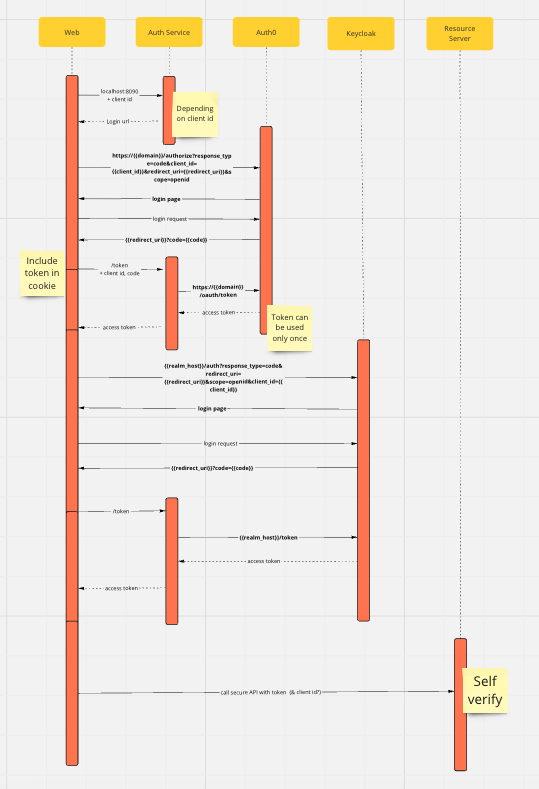 Web
Auth Service
Auth0
Keycloak
Resource
Server
localhost:8090
+ client id
Depending
on client id
Login url
https://{{domain}}/authorize?response_typ
e=code&client_id=
{{client_id}}&redirect_uri={{redirect_uri}}&s
cope=openid
login page
login request
{{redirect_uri}}?code={{code}}
Include
token in
cookie
/token
+ client id, code
https://{{domain}}
/oauth/token
access token
Token can
be used
only once
access token
{{realm_host}}/auth?response_type=code&
redirect_uri=
{{redirect_uri}}&scope=openid&client_id={{
client_id}}
login page
login request
{{redirect_uri}}?code={{code}}
/token
{{realm_host}}/token
access token
access token
Self
verify
call secure API with token (& client id?)